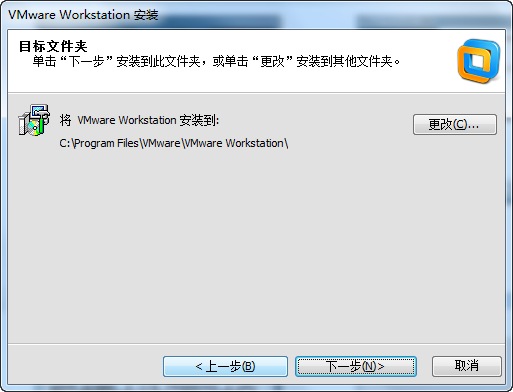 VMware Workstation 安装
目标文件夹
单击“下一步”安装到此文件夹，或单击“更改”安装到其他文件夹。
将 VMware Workstation 安装到:
更改(C)...
C:\Program Files\VMware\VMware Workstation\
< 上一步(B)
下一步(N)>
取消